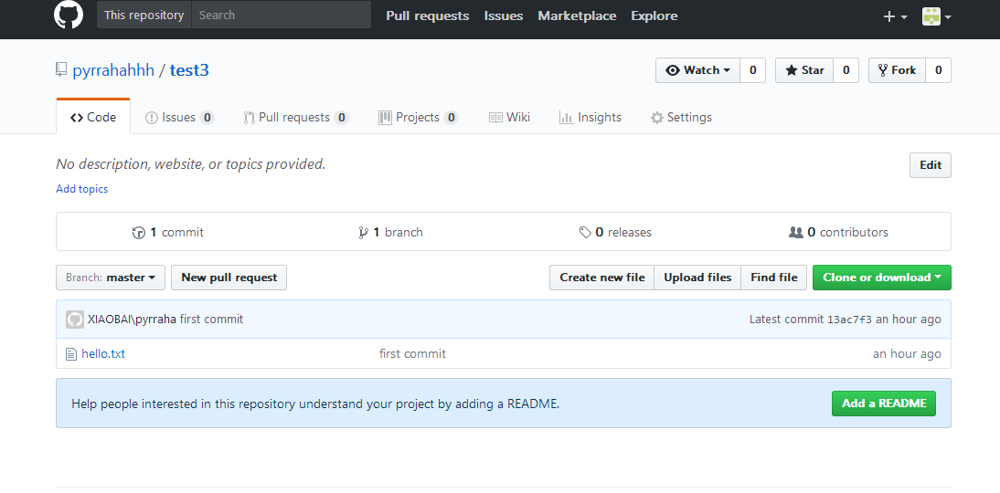 This repository Search Pull requests Issues Marketplace Explore
pyrrahahhh / test3 Watch 0 Star 0 Fork 0
Code Issues 0 Pull requests 0 Projects 0 Wiki Insights Settings
No description, website, or topics provided. Edit
Add topics
1 commit 1 branch 0 releases 0 contributors
Branch: master New pull request Create new file Upload files Find file Clone or download
XIAOBAI\pyrraha first commit Latest commit 13ac7f3 an hour ago
hello.txt first commit an hour ago
Help people interested in this repository understand your project by adding a README. Add a README